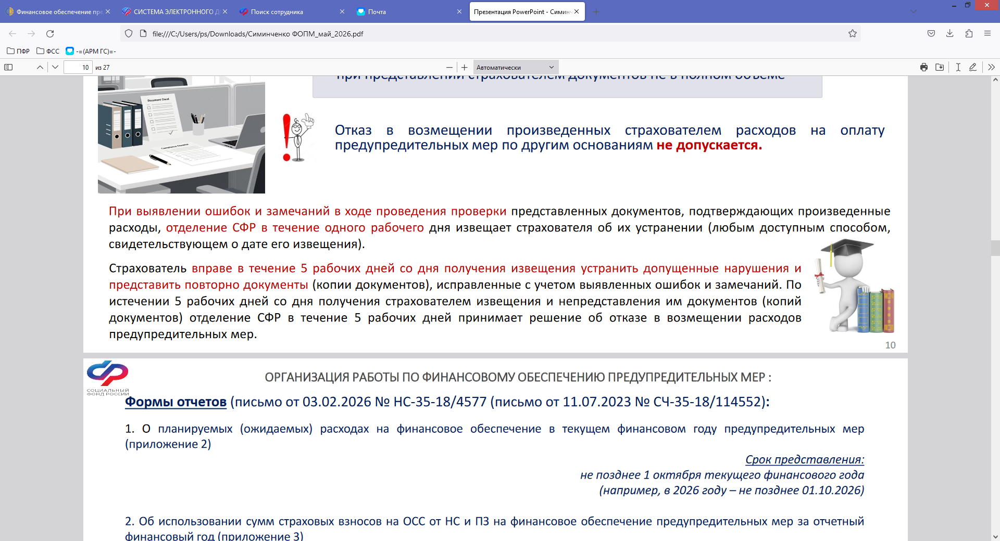 Финансовое обеспечение пре
СИСТЕМА ЭЛЕКТРОННОГО Д
Поиск сотрудника
Почта
Презентация PowerPoint - Симинч
file:///C:/Users/ps/Downloads/Симинченко ФОПМ_май_2026.pdf
ПФР
ФСС
-=(АРМ ГС)=-
10
из 27
Автоматически
при представлении страхователем документов не в полном объеме
Document Cheat
Отказ в возмещении произведенных страхователем расходов на оплату
предупредительных мер по другим основаниям не допускается.
При выявлении ошибок и замечаний в ходе проведения проверки представленных документов, подтверждающих произведенные
расходы, отделение СФР в течение одного рабочего дня извещает страхователя об их устранении (любым доступным способом,
свидетельствующем о дате его извещения).
Страхователь вправе в течение 5 рабочих дней со дня получения извещения устранить допущенные нарушения и
представить повторно документы (копии документов), исправленные с учетом выявленных ошибок и замечаний. По
истечении 5 рабочих дней со дня получения страхователем извещения и непредставления им документов (копий
документов) отделение СФР в течение 5 рабочих дней принимает решение об отказе в возмещении расходов
предупредительных мер.
10
СОЦИАЛЬНЫЙ
ФОНД РОССИИ
ОРГАНИЗАЦИЯ РАБОТЫ ПО ФИНАНСОВОМУ ОБЕСПЕЧЕНИЮ ПРЕДУПРЕДИТЕЛЬНЫХ МЕР :
Формы отчетов (письмо от 03.02.2026 № НС-35-18/4577 (письмо от 11.07.2023 № СЧ-35-18/114552):
1. О планируемых (ожидаемых) расходах на финансовое обеспечение в текущем финансовом году предупредительных мер
(приложение 2)
Срок представления:
не позднее 1 октября текущего финансового года
(например, в 2026 году – не позднее 01.10.2026)
2. Об использовании сумм страховых взносов на ОСС от НС и ПЗ на финансовое обеспечение предупредительных мер за отчетный
финансовый год (приложение 3)